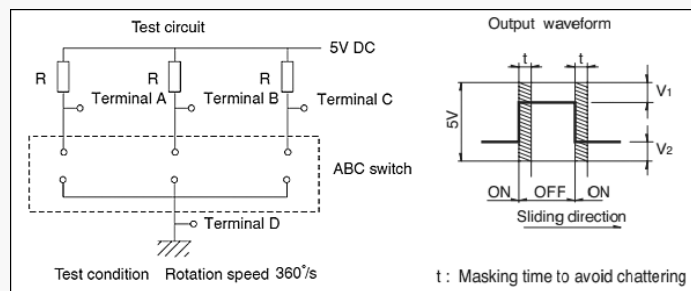 Test circuit
5V DC
R
R
R
Terminal A
Terminal B
Terminal C
ABC switch
Terminal D
Test condition Rotation speed 360°/s
Output waveform
t
t
5V
V1
V2
ON OFF ON
Sliding direction
t : Masking time to avoid chattering